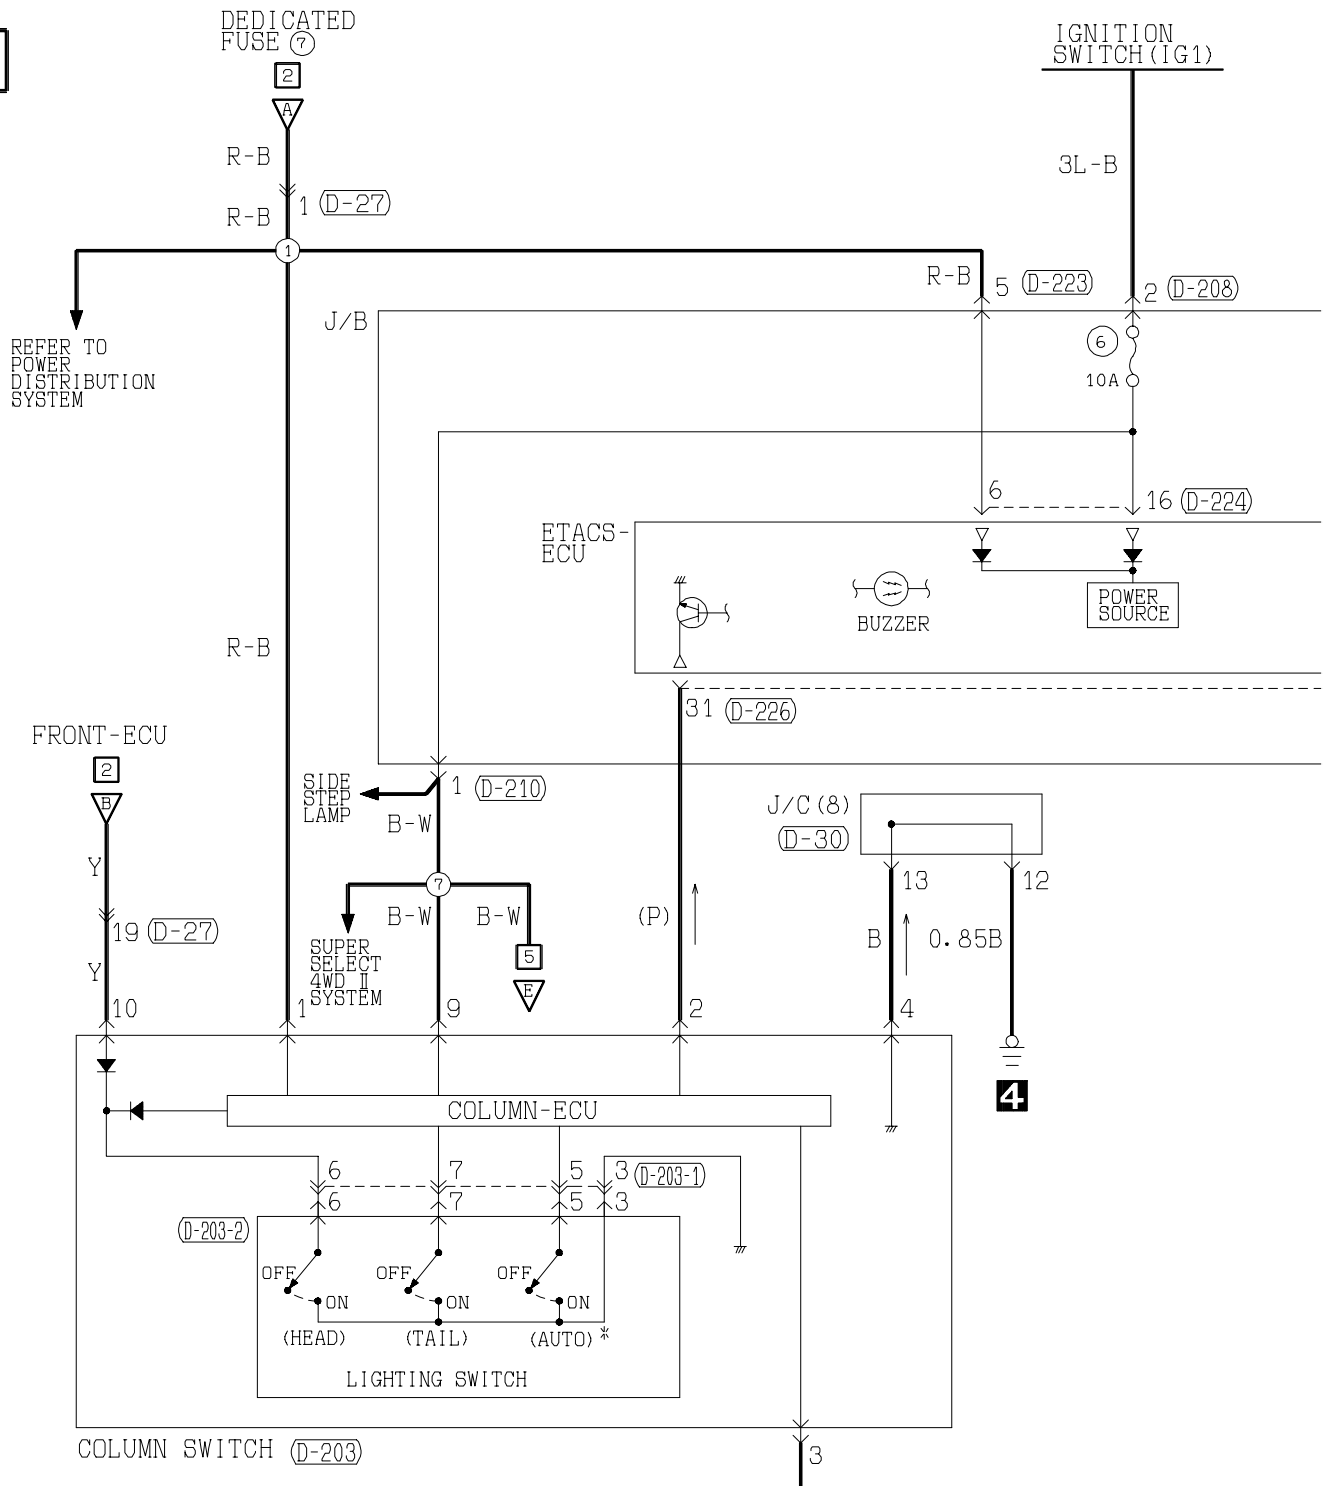 DEDICATED
FUSE 7
2
A
IGNITION
SWITCH(IG1)
R-B
3L-B
1 D-27
R-B
1
R-B
5 D-223
2 D-208
J/B
6
10A
REFER TO
POWER
DISTRIBUTION
SYSTEM
6
16 D-224
ETACS-
ECU
POWER
SOURCE
BUZZER
R-B
31 D-226
FRONT-ECU
2
B
SIDE
STEP
LAMP
1 D-210
B-W
J/C(8)
D-30
Y
13
12
7
B-W
B-W
(P)
B
0.85B
19 D-27
SUPER
SELECT
4WD II
SYSTEM
5
E
Y
10
1
9
2
4
4
COLUMN-ECU
6
7
5
3
D-203-1
6
7
5
3
D-203-2
OFF
OFF
OFF
ON
ON
ON
(HEAD)
(TAIL)
(AUTO)*
LIGHTING SWITCH
COLUMN SWITCH D-203
3